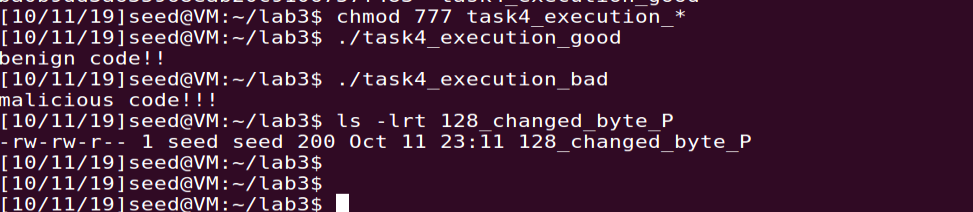 [10/11/19]seed@VM:~/lab3$ chmod 777 task4_execution_*
[10/11/19]seed@VM:~/lab3$ ./task4_execution_good
benign code!!
[10/11/19]seed@VM:~/lab3$ ./task4_execution_bad
malicious code!!!
[10/11/19]seed@VM:~/lab3$ ls -lrt 128_changed_byte_P
-rw-rw-r-- 1 seed seed 200 Oct 11 23:11 128_changed_byte_P
[10/11/19]seed@VM:~/lab3$
[10/11/19]seed@VM:~/lab3$
[10/11/19]seed@VM:~/lab3$